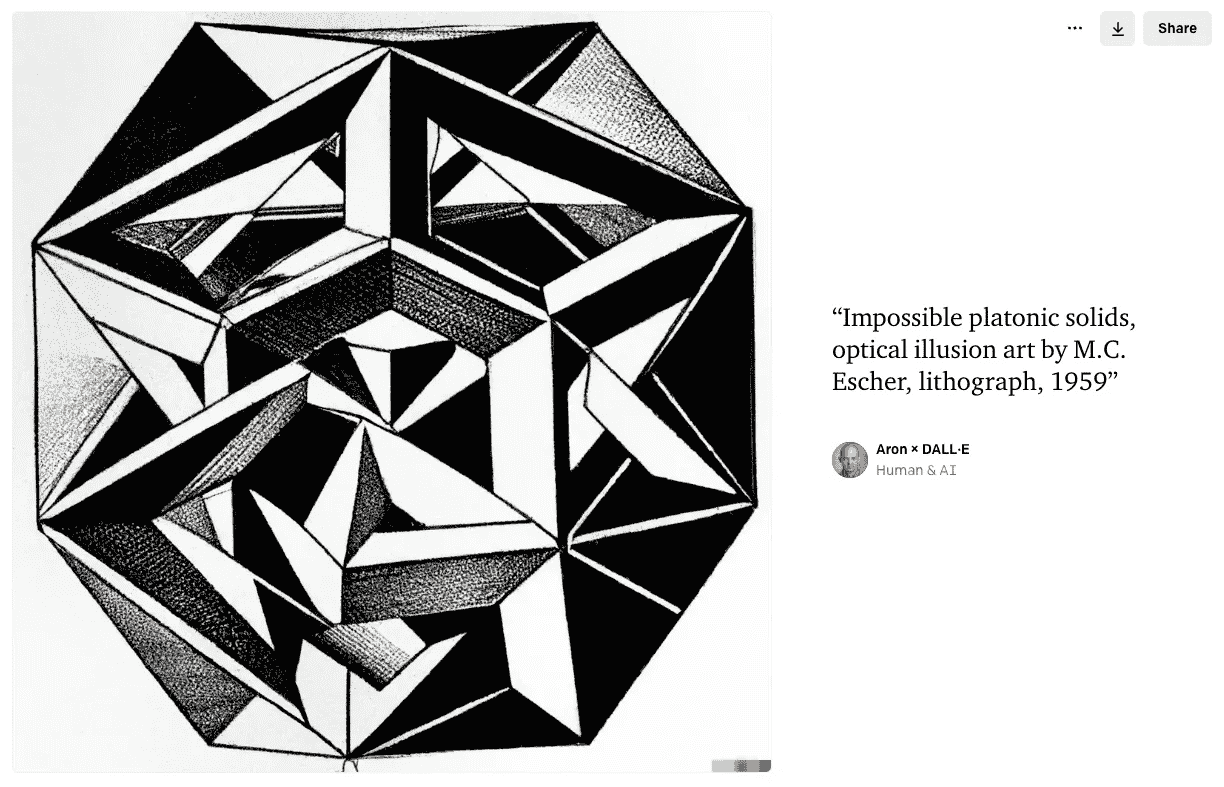 Share
“Impossible platonic solids,
optical illusion art by M.C.
Escher, lithograph, 1959”
Aron × DALL·E
Human & AI